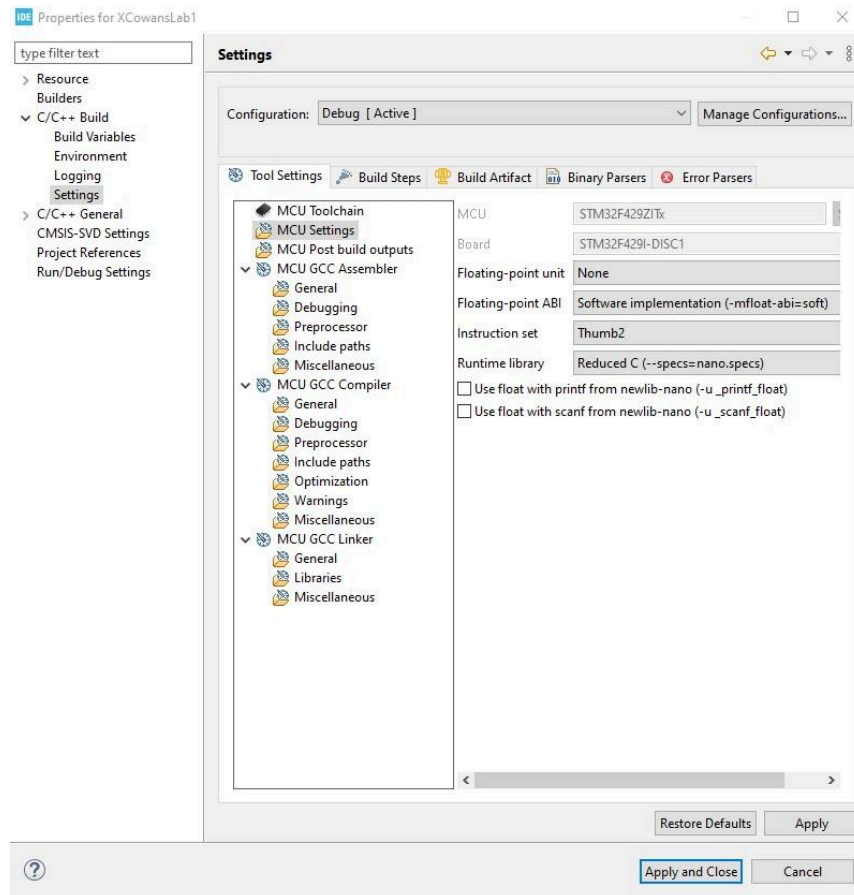 IDE Properties for XCowansLab1
type filter text
Resource
Builders
C/C++ Build
Build Variables
Environment
Logging
Settings
C/C++ General
CMSIS-SVD Settings
Project References
Run/Debug Settings
Settings
Configuration: Debug [ Active ] Manage Configurations...
Tool Settings Build Steps Build Artifact Binary Parsers Error Parsers
MCU Toolchain
MCU Settings
MCU Post build outputs
MCU GCC Assembler
General
Debugging
Preprocessor
Include paths
Miscellaneous
MCU GCC Compiler
General
Debugging
Preprocessor
Include paths
Optimization
Warnings
Miscellaneous
MCU GCC Linker
General
Libraries
Miscellaneous
MCU STM32F429ZITx
Board STM32F429I-DISC1
Floating-point unit None
Floating-point ABI Software implementation (-mfloat-abi=soft)
Instruction set Thumb2
Runtime library Reduced C (--specs=nano.specs)
Use float with printf from newlib-nano (-u _printf_float)
Use float with scanf from newlib-nano (-u _scanf_float)
Restore Defaults Apply
? Apply and Close Cancel